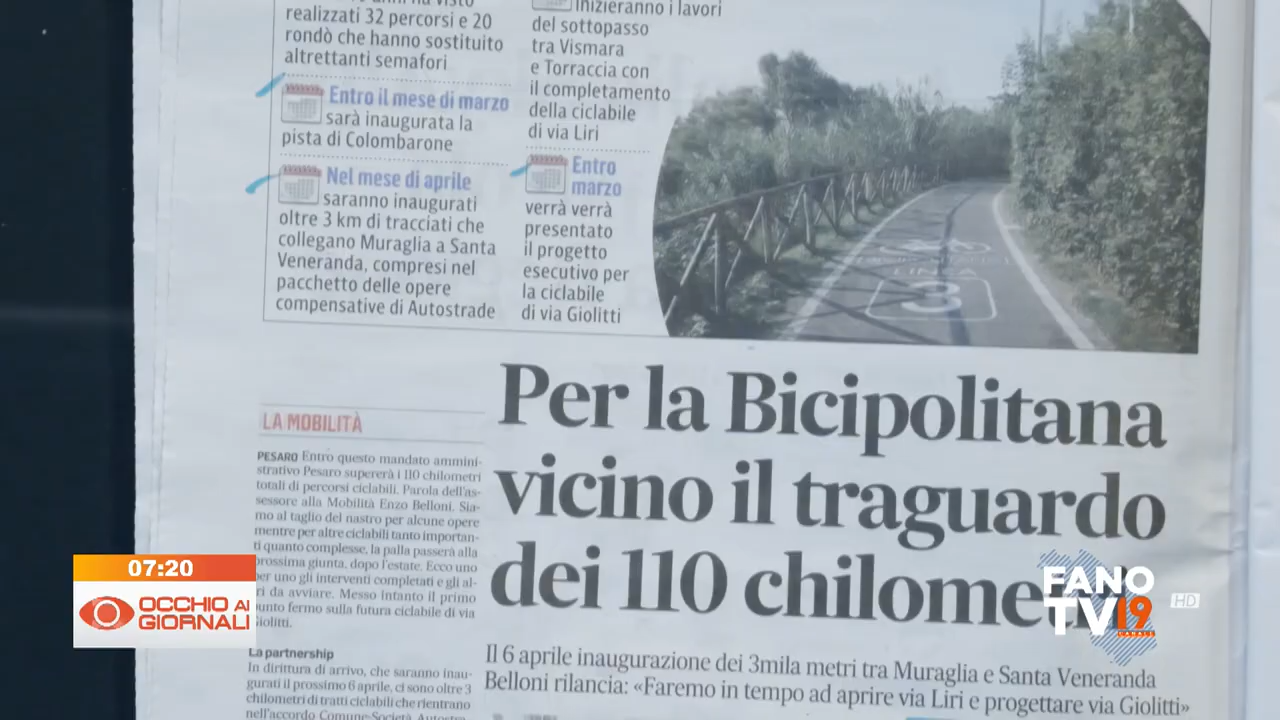 realizzati 32 percorsi e 20
rondò che hanno sostituito
altrettanti semafori
Entro il mese di marzo
sarà inaugurata la
pista di Colombarone
Nel mese di aprile
saranno inaugurati
oltre 3 km di tracciati che
collegano Muraglia a Santa
Veneranda, compresi nel
pacchetto delle opere
compensative di Autostrade
inizieranno i lavori
del sottopasso
tra Vismara
e Torraccia con
il completamento
della ciclabile
di via Liri
Entro
marzo
verrà verrà
presentato
il progetto
esecutivo per
la ciclabile
di via Giolitti
LINEA
3
Per la Bicipolitana
vicino il traguardo
dei 110 chilome
Il 6 aprile inaugurazione dei 3mila metri tra Muraglia e Santa Veneranda
Belloni rilancia: «Faremo in tempo ad aprire via Liri e progettare via Giolitti»
LA MOBILITÀ
PESARO Entro questo mandato ammini-
strativo Pesaro supererà i 110 chilometri
totali di percorsi ciclabili. Parola dell'as-
sessore alla Mobilità Enzo Belloni. Sia-
mo al taglio del nastro per alcune opere
mentre per altre ciclabili tanto importan-
ti quanto complesse, la palla passerà alla
prossima giunta, dopo l'estate. Ecco uno
per uno gli interventi completati e gli al-
ri da avviare. Messo intanto il primo
unto fermo sulla futura ciclabile di via
Giolitti.
La partnership
In dirittura di arrivo, che saranno inau-
gurati il prossimo 6 aprile, ci sono oltre 3
chilometri di tratti ciclabili che rientrano
nell'accordo Comune-Società Autostra-
07:20
OCCHIO AI
GIORNALI
FANO
TV19
CANALE
HD